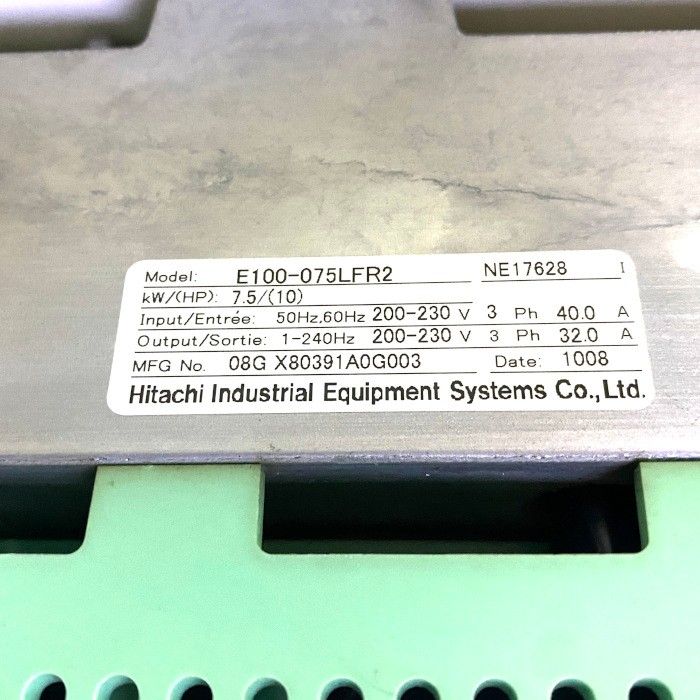 Model: E100-075LFR2 NE17628 I
kW/(HP): 7.5/(10)
Input/Entrée: 50Hz,60Hz 200-230 V 3 Ph 40.0 A
Output/Sortie: 1-240Hz 200-230 V 3 Ph 32.0 A
MFG No. 08G X80391A0G003 Date: 1008
Hitachi Industrial Equipment Systems Co.,Ltd.